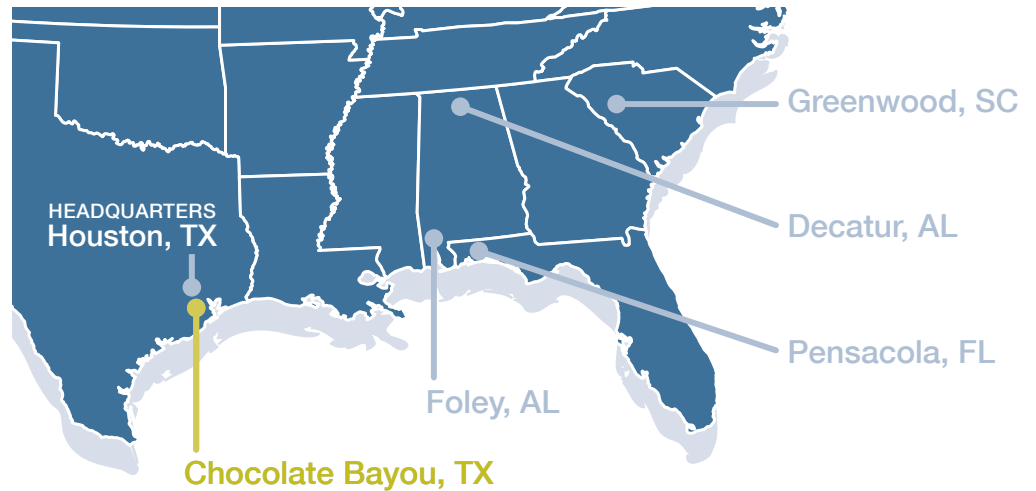 Greenwood, SC
HEADQUARTERS
Houston, TX
Decatur, AL
Pensacola, FL
Foley, AL
Chocolate Bayou, TX